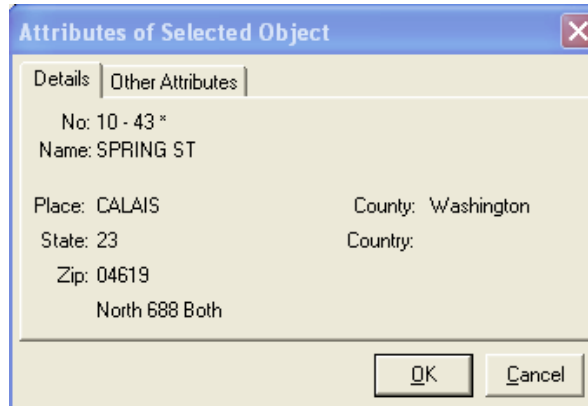 Attributes of Selected Object
Details Other Attributes
No: 10 - 43 *
Name: SPRING ST
Place: CALAIS County: Washington
State: 23 Country:
Zip: 04619
North 688 Both
OK Cancel